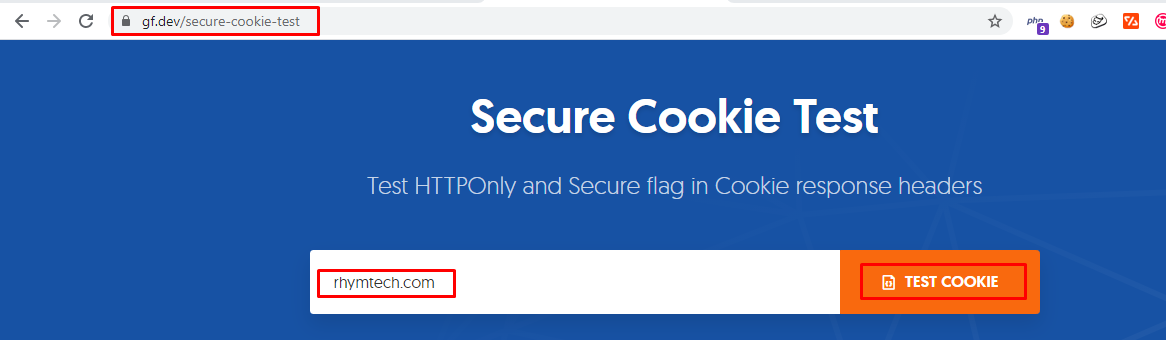 gf.dev/secure-cookie-test
php
9
Secure Cookie Test
Test HTTPOnly and Secure flag in Cookie response headers
rhymtech.com
TEST COOKIE